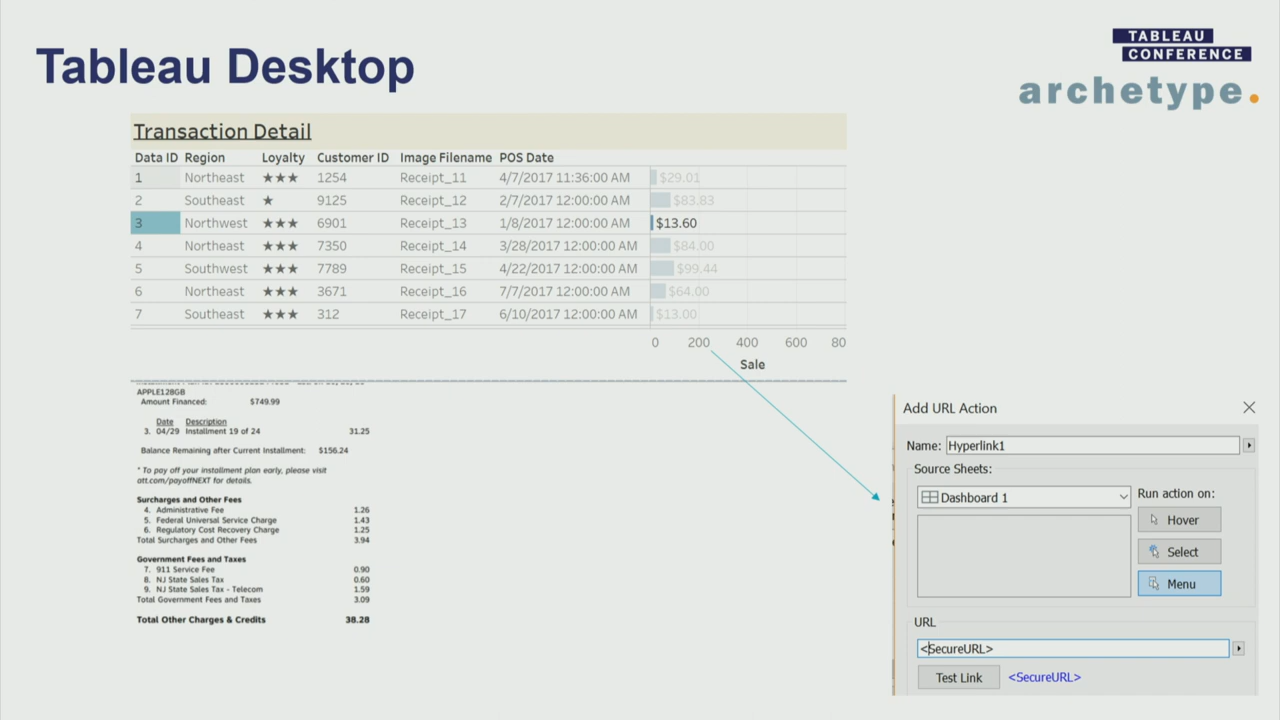 Tableau Desktop
TABLEAU
CONFERENCE
archetype.
Transaction Detail
Data ID Region Loyalty Customer ID Image Filename POS Date
1 Northeast ★★★ 1254 Receipt_11 4/7/2017 11:36:00 AM $29.01
2 Southeast ★ 9125 Receipt_12 2/7/2017 12:00:00 AM $83.83
3 Northwest ★★★ 6901 Receipt_13 1/8/2017 12:00:00 AM $13.60
4 Northeast ★★★ 7350 Receipt_14 3/28/2017 12:00:00 AM $84.00
5 Southwest ★★★ 7789 Receipt_15 4/22/2017 12:00:00 AM $99.44
6 Northeast ★★★ 3671 Receipt_16 7/7/2017 12:00:00 AM $64.00
7 Southeast ★★★ 312 Receipt_17 6/10/2017 12:00:00 AM $13.00
0 200 400 600 80
Sale
APPLE128GB
Amount Financed: $749.99
Date Description
3. 04/29 Installment 19 of 24 31.25
Balance Remaining after Current Installment: $156.24
* To pay off your installment plan early, please visit
att.com/payoffNEXT for details.
Surcharges and Other Fees
4. Administrative Fee 1.26
5. Federal Universal Service Charge 1.43
6. Regulatory Cost Recovery Charge 1.25
Total Surcharges and Other Fees 3.94
Government Fees and Taxes
7. 911 Service Fee 0.90
8. NJ State Sales Tax 0.60
9. NJ State Sales Tax - Telecom 1.59
Total Government Fees and Taxes 3.09
Total Other Charges & Credits 38.28
Add URL Action
Name: Hyperlink1
Source Sheets:
Dashboard 1
Run action on:
Hover
Select
Menu
URL
<SecureURL>
Test Link <SecureURL>